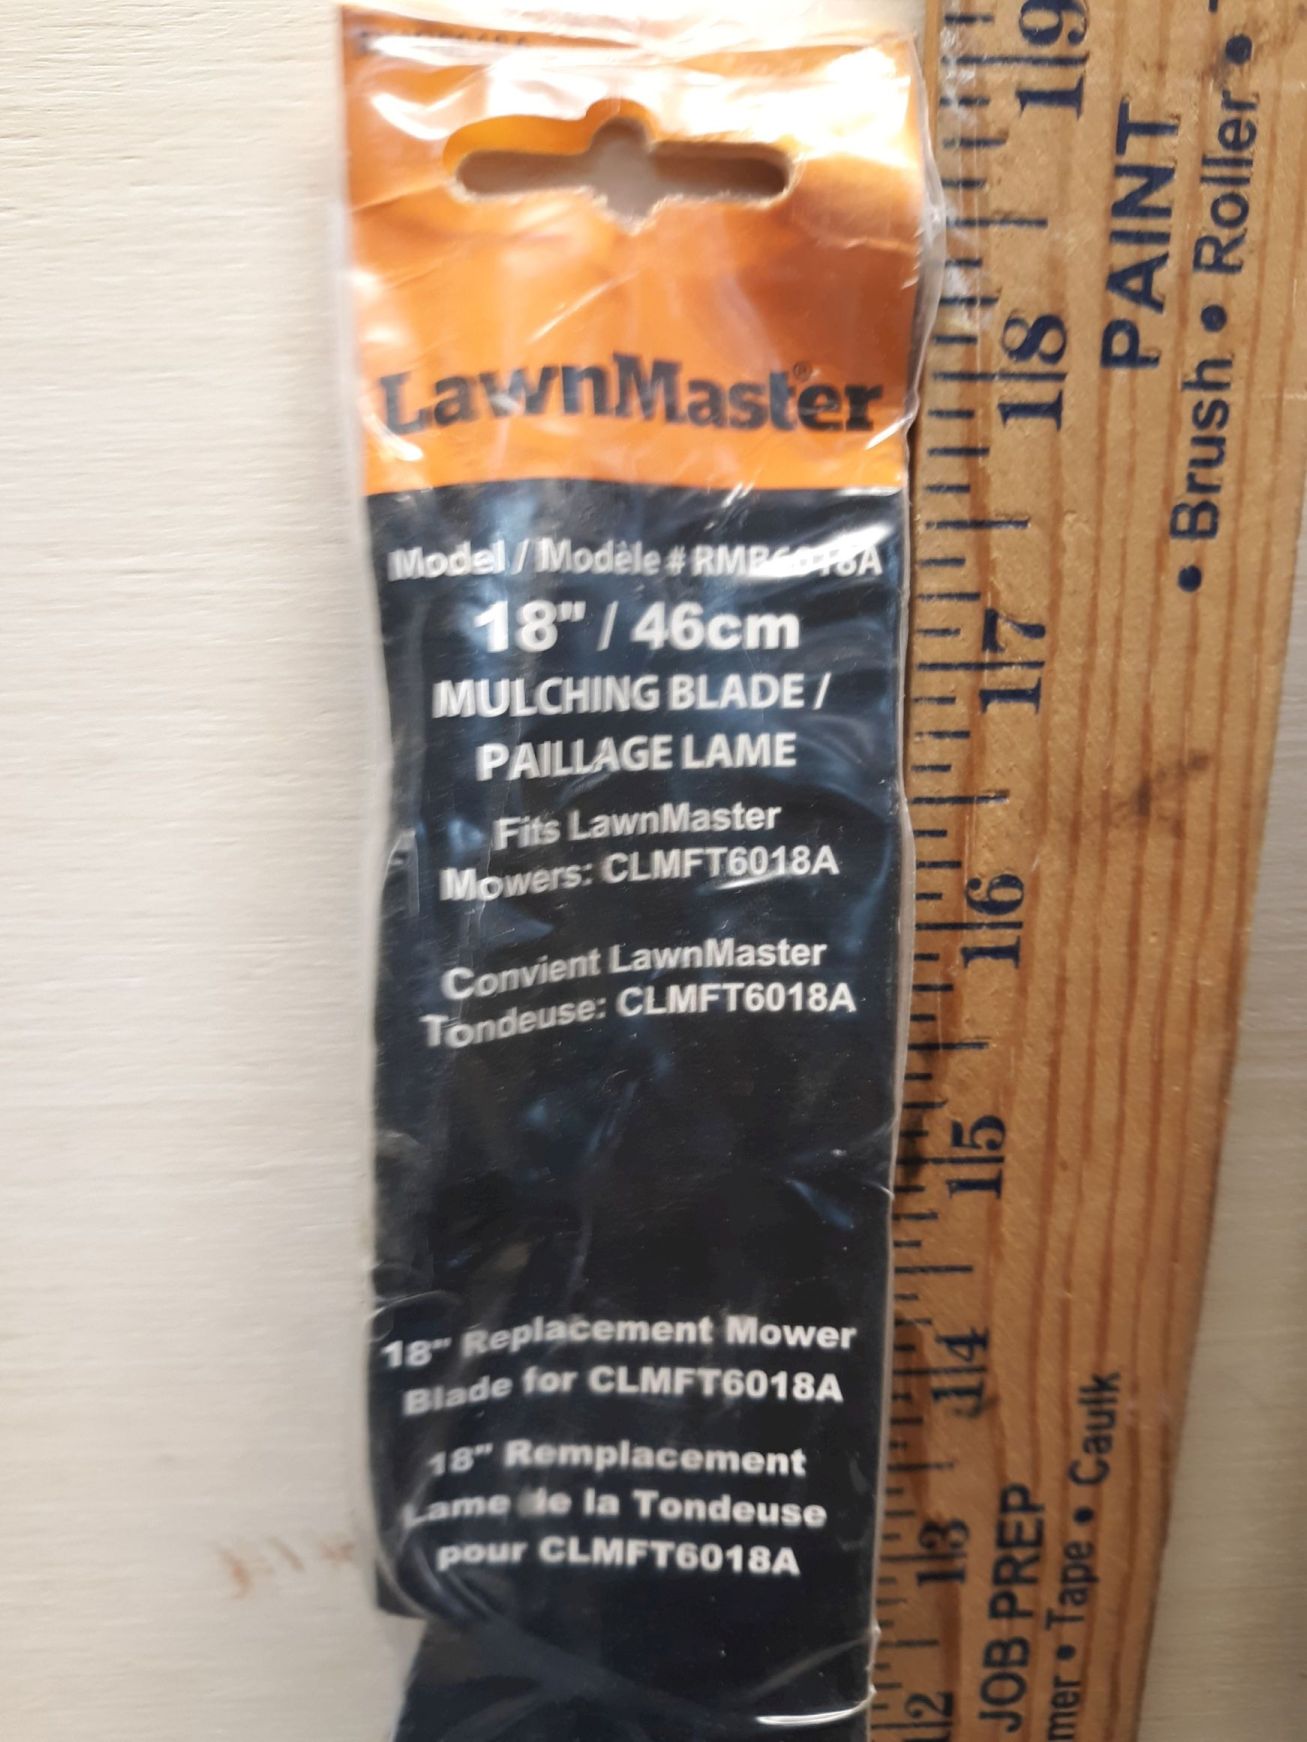 LawnMaster®
Model / Modèle # RMB6018A
18" / 46cm
MULCHING BLADE /
PAILLAGE LAME
Fits LawnMaster
Mowers: CLMFT6018A
Convient LawnMaster
Tondeuse: CLMFT6018A
18" Replacement Mower
Blade for CLMFT6018A
18" Remplacement
Lame de la Tondeuse
pour CLMFT6018A
19
18
17
16
15
14
13
12
PAINT
• Brush • Roller •
JOB PREP
• Tape • Caulk